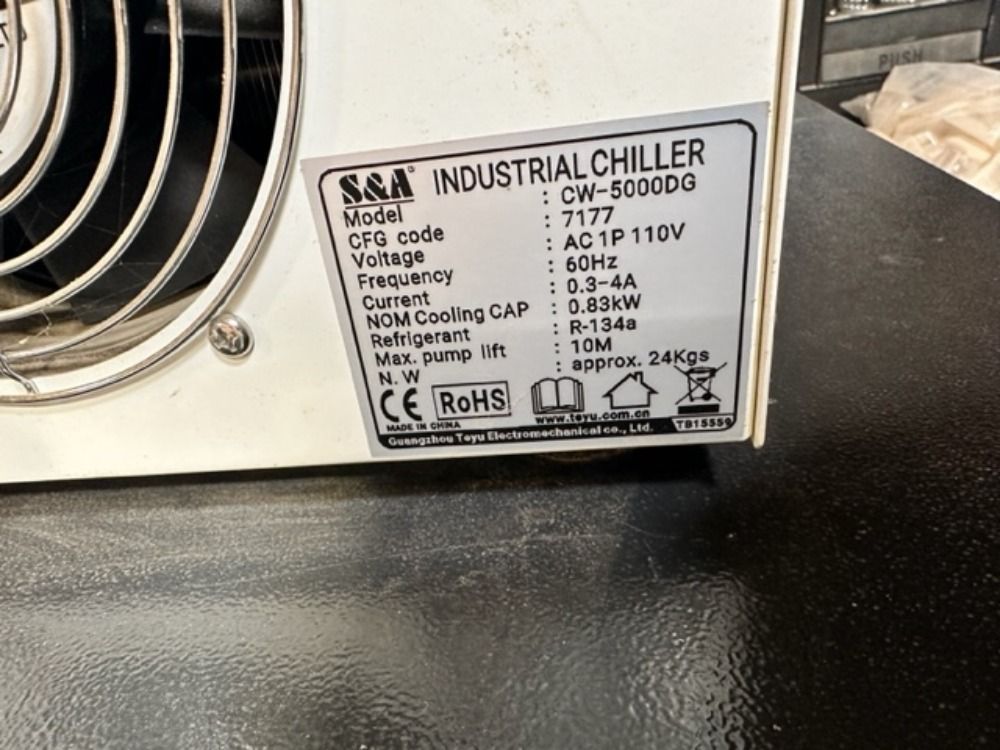 S&A® INDUSTRIAL CHILLER
Model : CW-5000DG
CFG code : 7177
Voltage : AC 1P 110V
Frequency : 60Hz
Current : 0.3-4A
NOM Cooling CAP : 0.83kW
Refrigerant : R-134a
Max. pump lift : 10M
N. W : approx. 24Kgs
CE RoHS
MADE IN CHINA
www.teyu.com.cn
Guangzhou Teyu Electromechanical co., Ltd.
PUSH